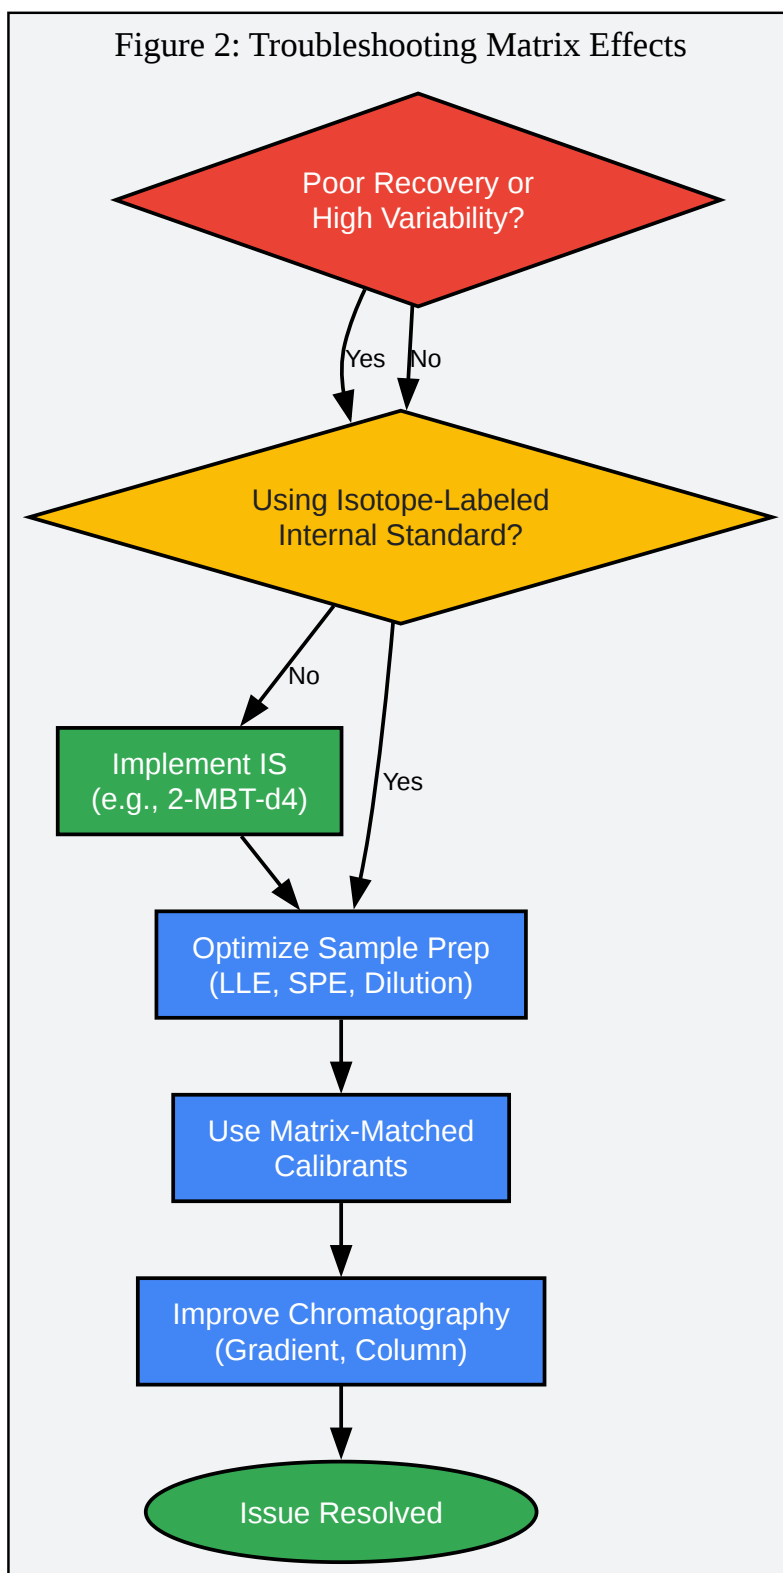 Figure 2: Troubleshooting Matrix Effects
Poor Recovery or
High Variability?
Yes
No
Using Isotope-Labeled
Internal Standard?
No
Implement IS
(e.g., 2-MBT-d4)
Yes
Optimize Sample Prep
(LLE, SPE, Dilution)
Use Matrix-Matched
Calibrants
Improve Chromatography
(Gradient, Column)
Issue Resolved